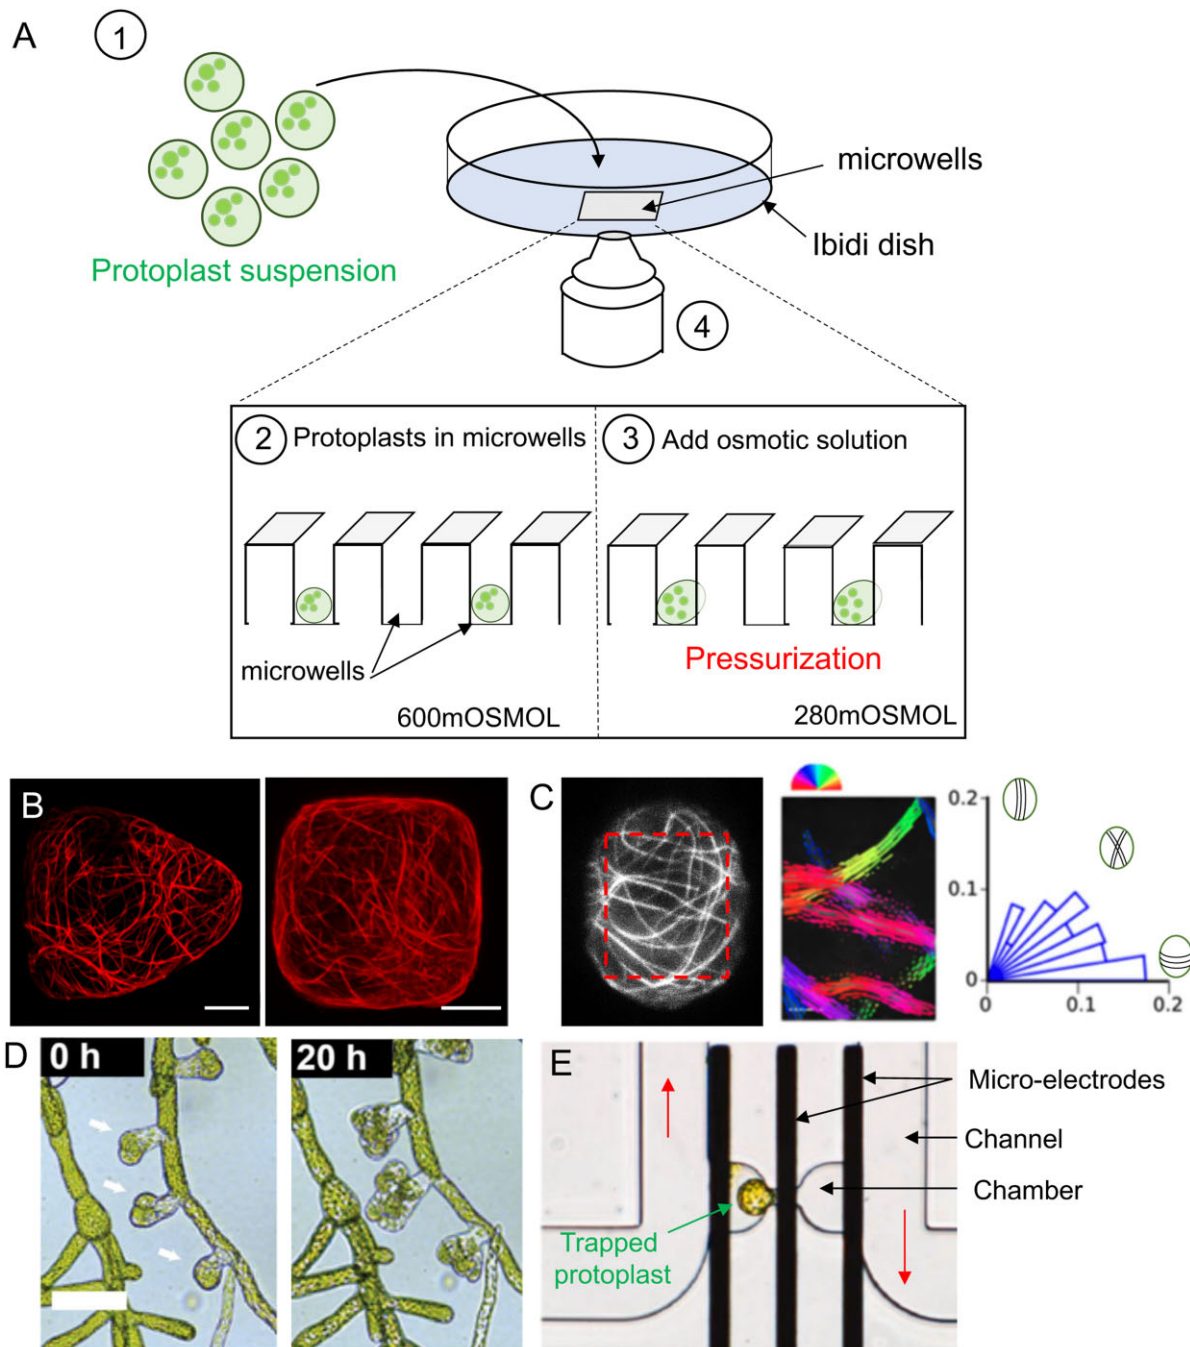 A
1
microwells
Ibidi dish
Protoplast suspension
4
2 Protoplasts in microwells
3 Add osmotic solution
microwells
Pressurization
600mOSMOL
280mOSMOL
B
C
0.2
0.1
0
0
0.1
0.2
D
0 h
20 h
E
Micro-electrodes
Channel
Chamber
Trapped
protoplast